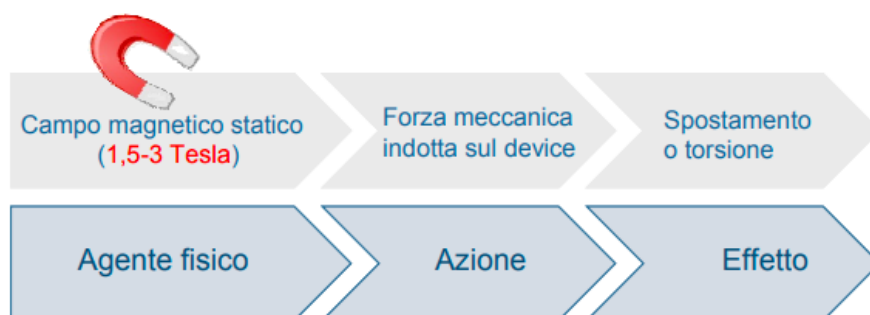 Campo magnetico statico
(1,5-3 Tesla)
Forza meccanica
indotta sul device
Spostamento
o torsione
Agente fisico
Azione
Effetto